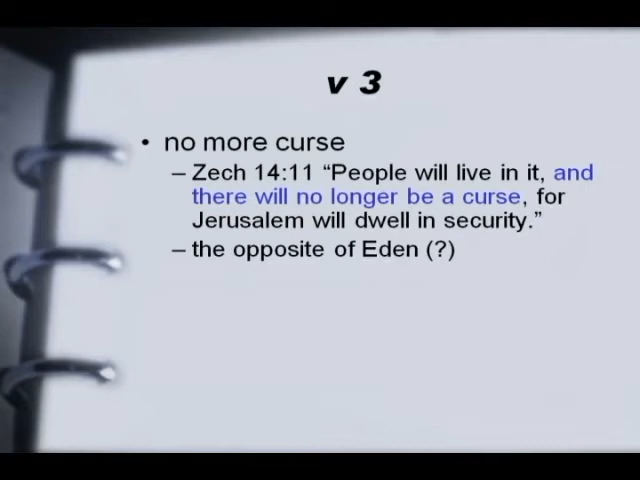 v 3
• no more curse
– Zech 14:11 “People will live in it, and
there will no longer be a curse, for
Jerusalem will dwell in security.”
– the opposite of Eden (?)